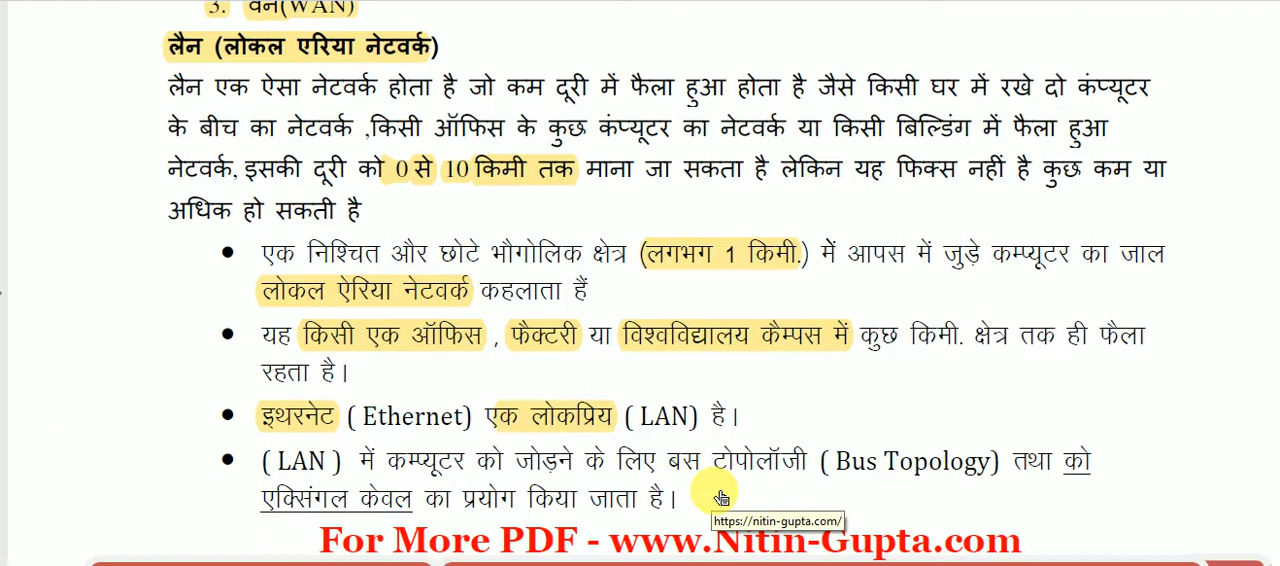 3. वैन(WAN)
लैन (लोकल एरिया नेटवर्क)
लैन एक ऐसा नेटवर्क होता है जो कम दूरी में फैला हुआ होता है जैसे किसी घर में रखे दो कंप्यूटर
के बीच का नेटवर्क ,किसी ऑफिस के कुछ कंप्यूटर का नेटवर्क या किसी बिल्डिंग में फैला हुआ
नेटवर्क, इसकी दूरी को 0 से 10 किमी तक माना जा सकता है लेकिन यह फिक्स नहीं है कुछ कम या
अधिक हो सकती है
• एक निश्चित और छोटे भौगोलिक क्षेत्र (लगभग 1 किमी.) में आपस में जुड़े कम्प्यूटर का जाल
लोकल ऐरिया नेटवर्क कहलाता हैं
• यह किसी एक ऑफिस , फैक्टरी या विश्वविद्यालय कैम्पस में कुछ किमी. क्षेत्र तक ही फैला
रहता है।
• इथरनेट ( Ethernet) एक लोकप्रिय ( LAN) है।
• ( LAN ) में कम्प्यूटर को जोड़ने के लिए बस टोपोलॉजी ( Bus Topology) तथा को
एक्सिंगल केवल का प्रयोग किया जाता है।
https://nitin-gupta.com/
For More PDF - www.Nitin-Gupta.com